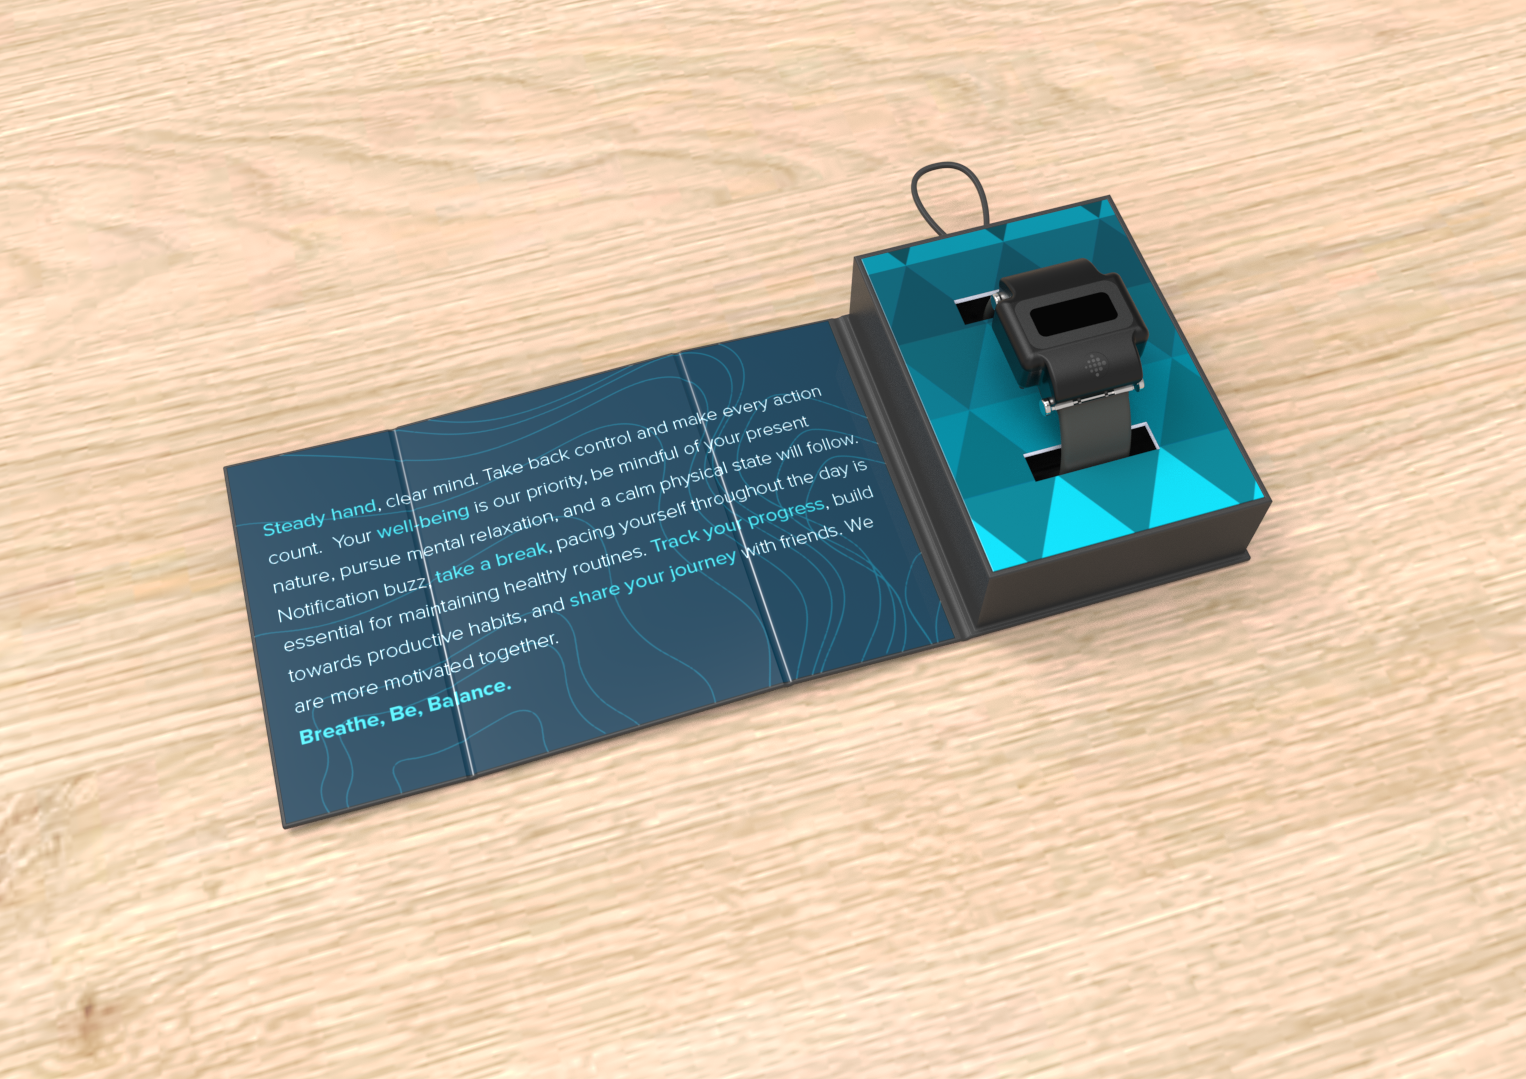 Steady hand, clear mind. Take back control and make every action
count.  Your well-being is our priority, be mindful of your present
nature, pursue mental relaxation, and a calm physical state will follow.
Notification buzz, take a break, pacing yourself throughout the day is
essential for maintaining healthy routines. Track your progress, build
towards productive habits, and share your journey with friends. We
are more motivated together.
Breathe, Be, Balance.